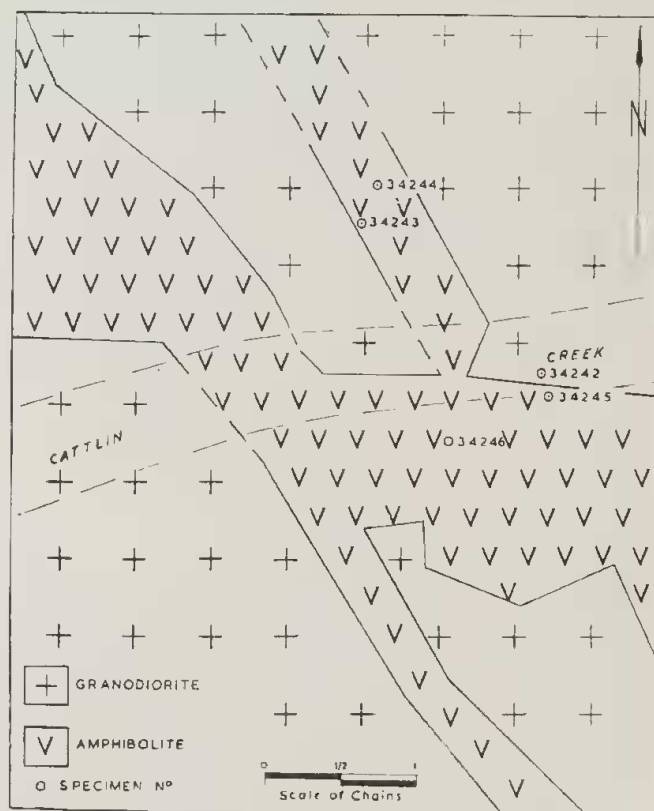 N
34244
34243
CREEK
34242
34245
CATTLIN
34246
GRANODIORITE
AMPHIBOLITE
SPECIMEN Nº
0 1/2 1
Scale of Chains